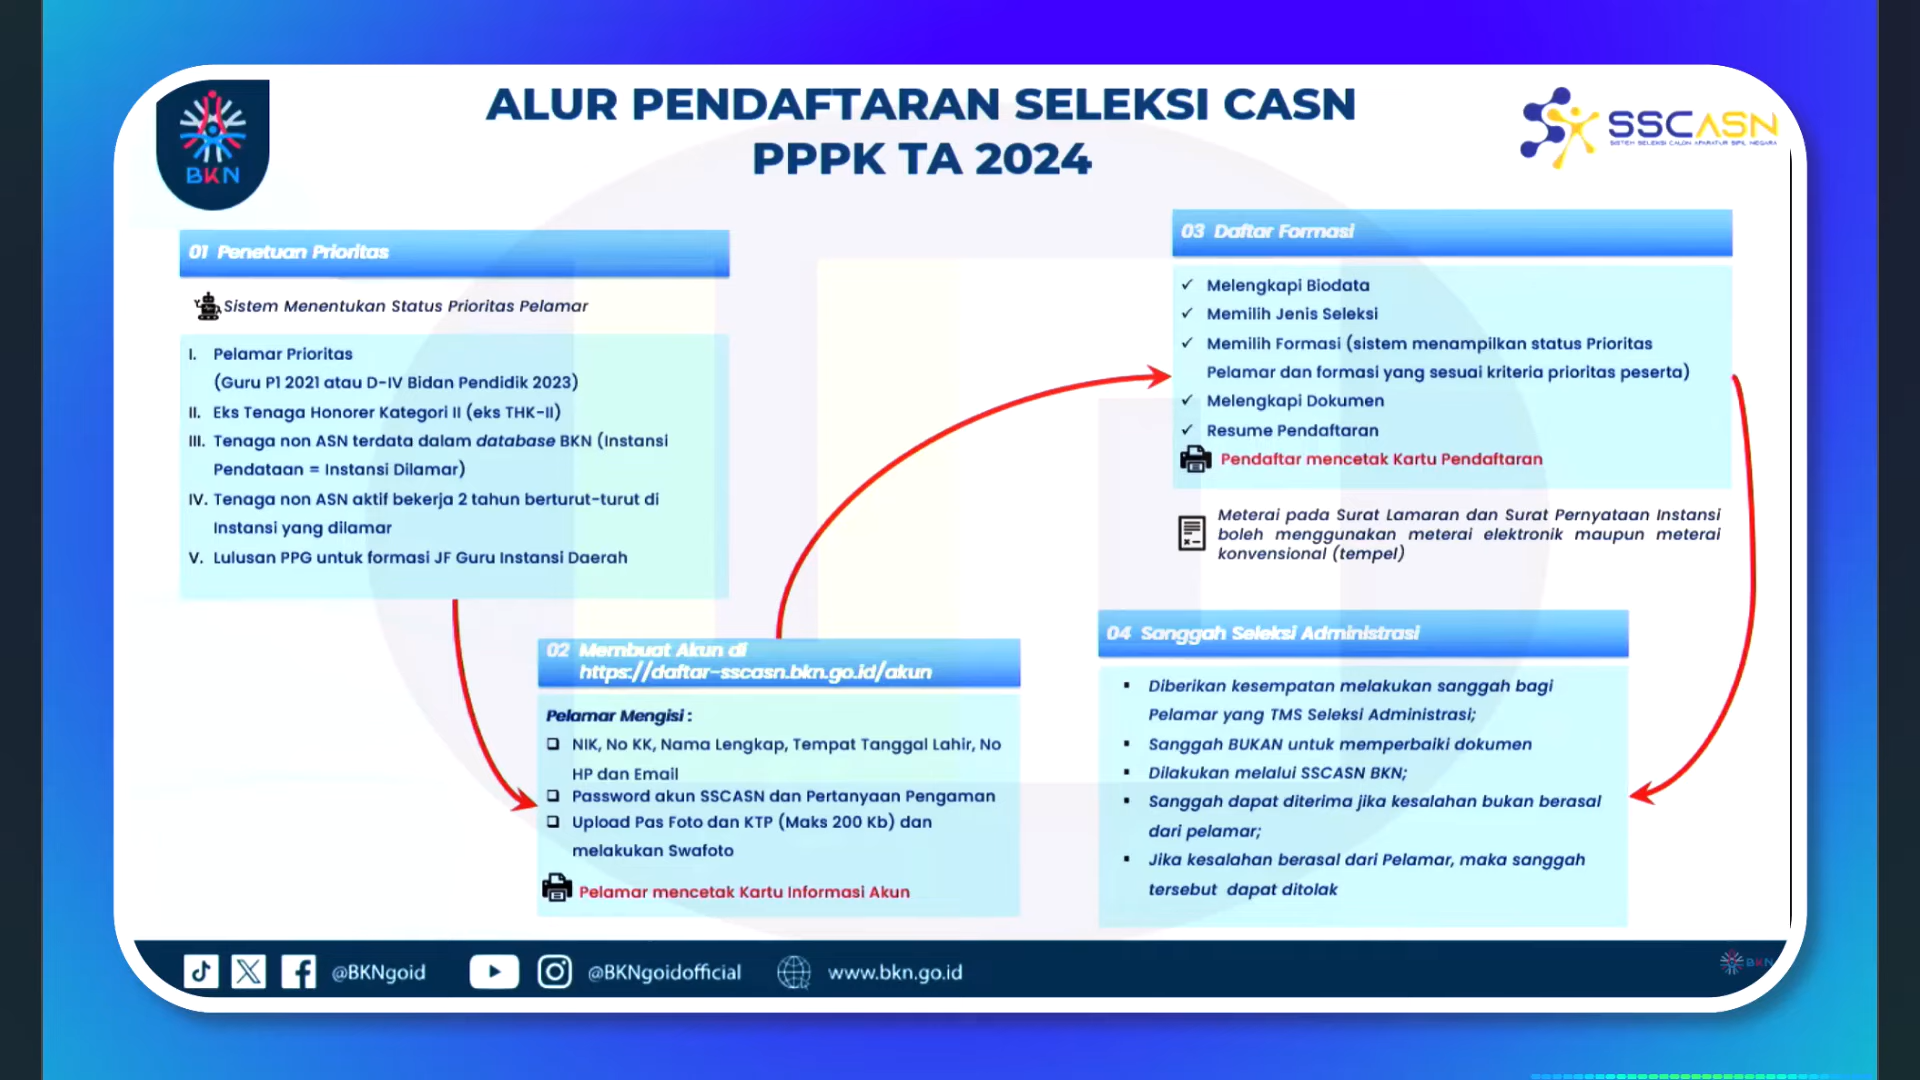 BKN
ALUR PENDAFTARAN SELEKSI CASN
PPPK TA 2024
SSCASN
SISTEM SELEKSI CALON APARATUR SIPIL NEGARA
01 Penetuan Prioritas
Sistem Menentukan Status Prioritas Pelamar
I. Pelamar Prioritas
(Guru P1 2021 atau D-IV Bidan Pendidik 2023)
II. Eks Tenaga Honorer Kategori II (eks THK-II)
III. Tenaga non ASN terdata dalam database BKN (Instansi
Pendataan = Instansi Dilamar)
IV. Tenaga non ASN aktif bekerja 2 tahun berturut-turut di
Instansi yang dilamar
V. Lulusan PPG untuk formasi JF Guru Instansi Daerah
02 Membuat Akun di
https://daftar-sscasn.bkn.go.id/akun
Pelamar Mengisi :
NIK, No KK, Nama Lengkap, Tempat Tanggal Lahir, No
HP dan Email
Password akun SSCASN dan Pertanyaan Pengaman
Upload Pas Foto dan KTP (Maks 200 Kb) dan
melakukan Swafoto
Pelamar mencetak Kartu Informasi Akun
03 Daftar Formasi
✓ Melengkapi Biodata
✓ Memilih Jenis Seleksi
✓ Memilih Formasi (sistem menampilkan status Prioritas
Pelamar dan formasi yang sesuai kriteria prioritas peserta)
✓ Melengkapi Dokumen
✓ Resume Pendaftaran
Pendaftar mencetak Kartu Pendaftaran
Meterai pada Surat Lamaran dan Surat Pernyataan Instansi
boleh menggunakan meterai elektronik maupun meterai
konvensional (tempel)
04 Sanggah Seleksi Administrasi
▪ Diberikan kesempatan melakukan sanggah bagi
Pelamar yang TMS Seleksi Administrasi;
▪ Sanggah BUKAN untuk memperbaiki dokumen
▪ Dilakukan melalui SSCASN BKN;
▪ Sanggah dapat diterima jika kesalahan bukan berasal
dari pelamar;
▪ Jika kesalahan berasal dari Pelamar, maka sanggah
tersebut dapat ditolak
@BKNgoid
@BKNgoidofficial
www.bkn.go.id
BKN